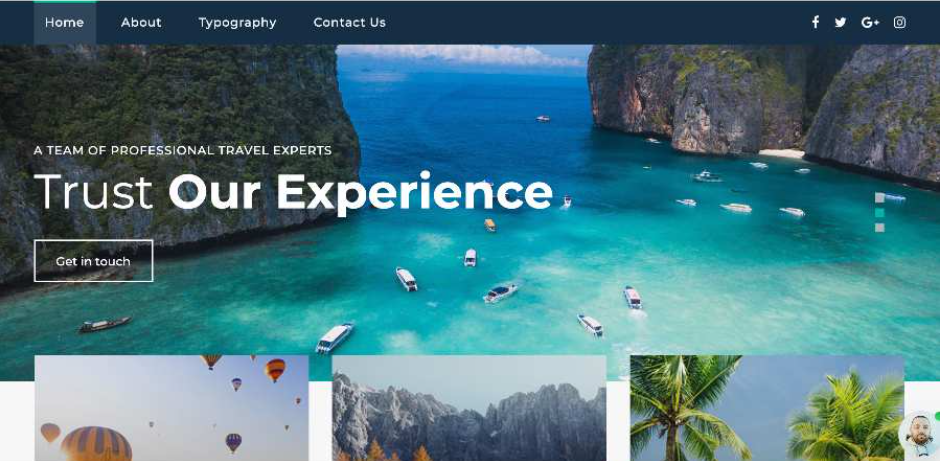 Home
About
Typography
Contact Us
A TEAM OF PROFESSIONAL TRAVEL EXPERTS
Trust Our Experience
Get in touch